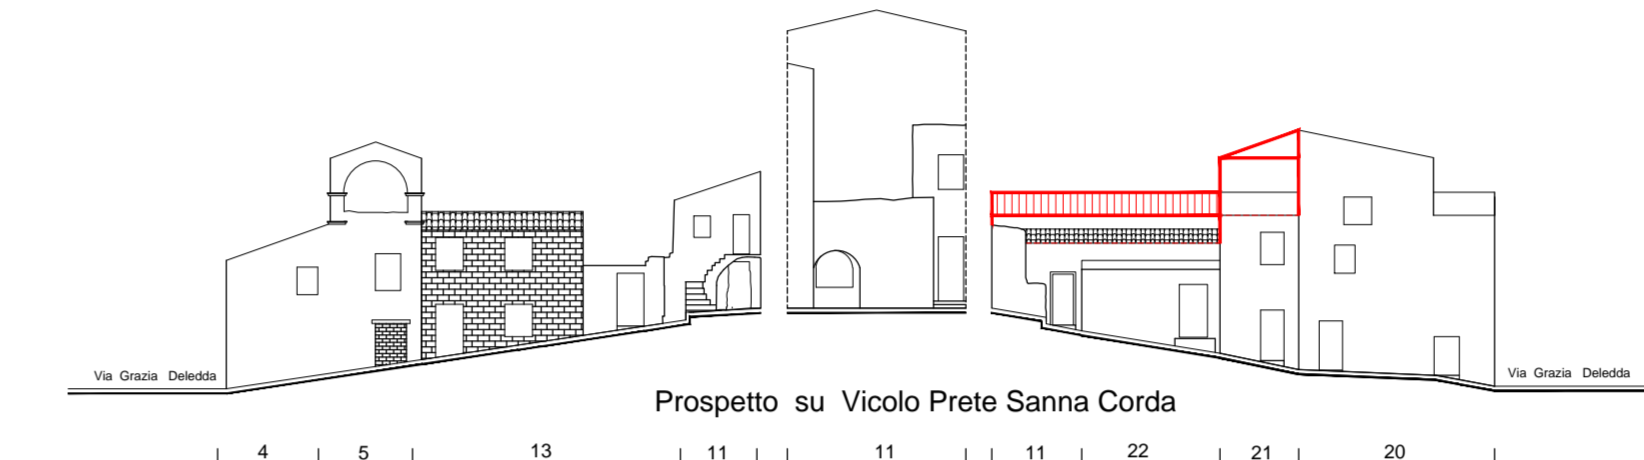 Via Grazia Deledda
Via Grazia Deledda
Prospetto su Vicolo Prete Sanna Corda
4 5 13 11 11 11 22 21 20